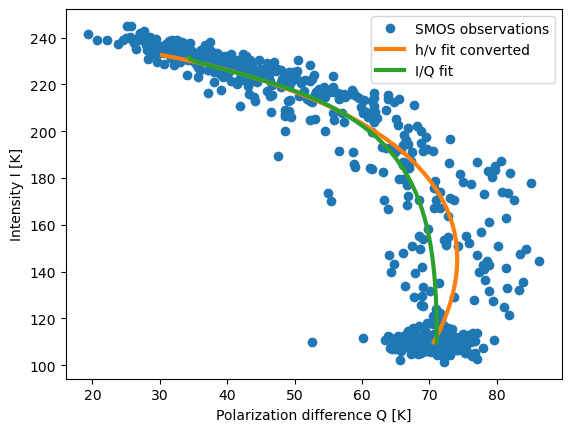 SMOS observations
h/v fit converted
I/Q fit
240
220
200
180
160
140
120
100
Intensity I [K]
20 30 40 50 60 70 80
Polarization difference Q [K]